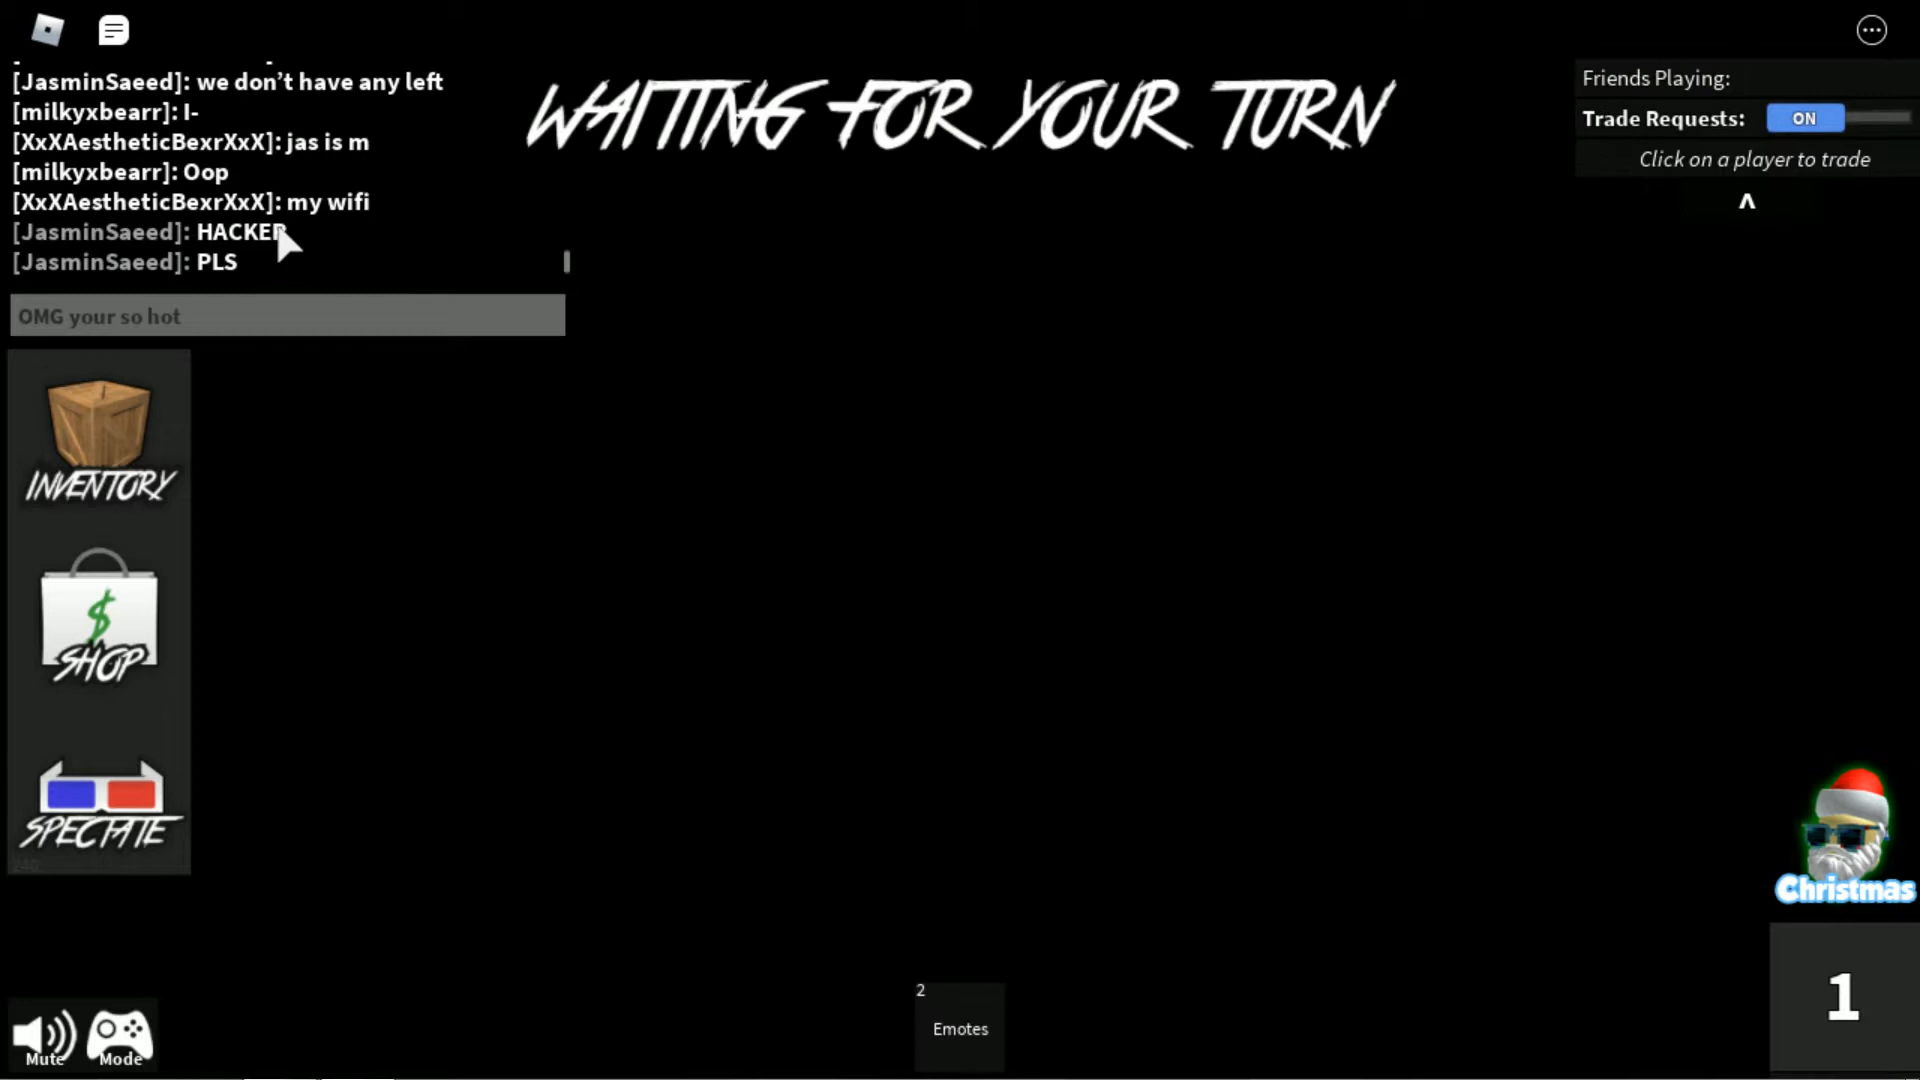 [JasminSaeed]: we don't have any left
[milkyxbearr]: I-
[XxXAestheticBexrXxX]: jas is m
[milkyxbearr]: Oop
[XxXAestheticBexrXxX]: my wifi
[JasminSaeed]: HACKER
[JasminSaeed]: PLS
OMG your so hot
WAITING FOR YOUR TURN
Friends Playing:
Trade Requests: ON
Click on a player to trade
^
INVENTORY
$
SHOP
SPECTATE
Christmas
1
2
Emotes
Mute
Mode